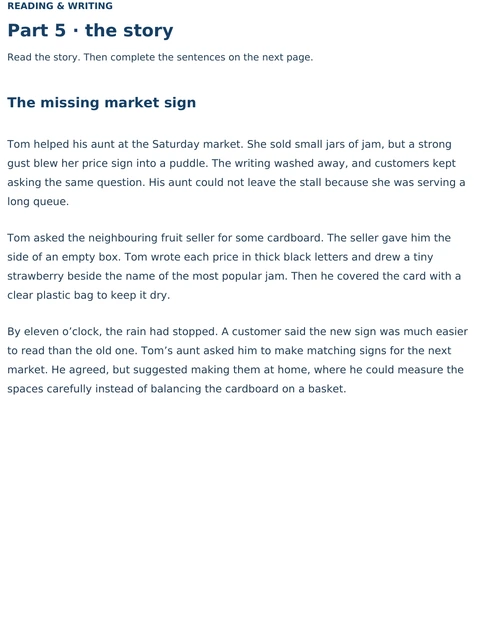 READING & WRITING
Part 5 · the story
Read the story. Then complete the sentences on the next page.
The missing market sign
Tom helped his aunt at the Saturday market. She sold small jars of jam, but a strong
gust blew her price sign into a puddle. The writing washed away, and customers kept
asking the same question. His aunt could not leave the stall because she was serving a
long queue.
Tom asked the neighbouring fruit seller for some cardboard. The seller gave him the
side of an empty box. Tom wrote each price in thick black letters and drew a tiny
strawberry beside the name of the most popular jam. Then he covered the card with a
clear plastic bag to keep it dry.
By eleven o’clock, the rain had stopped. A customer said the new sign was much easier
to read than the old one. Tom’s aunt asked him to make matching signs for the next
market. He agreed, but suggested making them at home, where he could measure the
spaces carefully instead of balancing the cardboard on a basket.